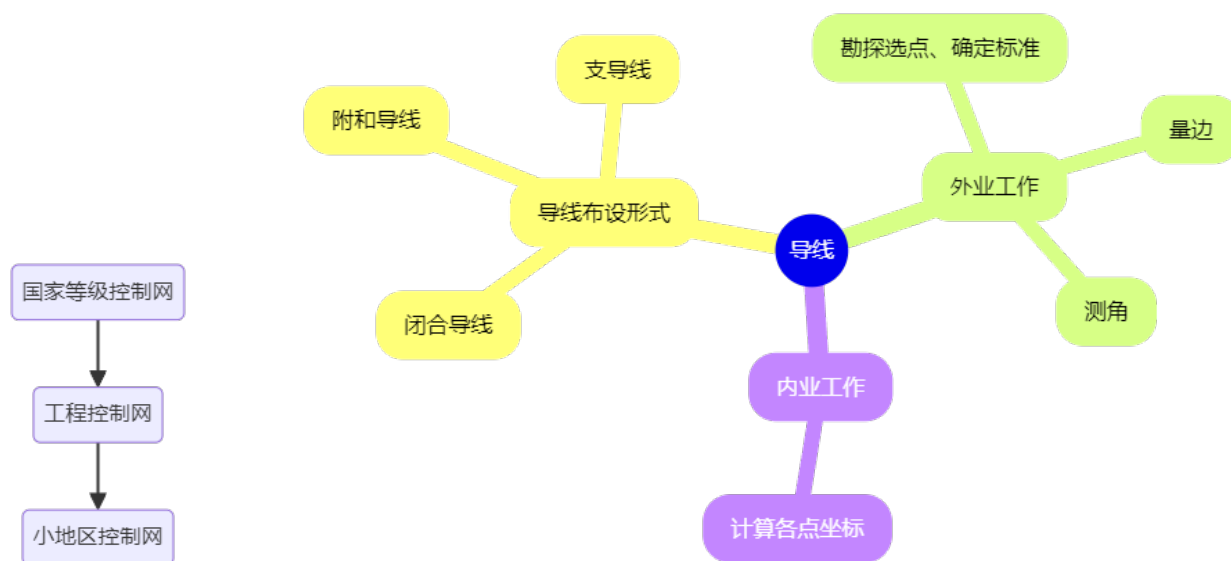 国家等级控制网
工程控制网
小地区控制网
导线
导线布设形式
支导线
附和导线
闭合导线
外业工作
勘探选点、确定标准
量边
测角
内业工作
计算各点坐标